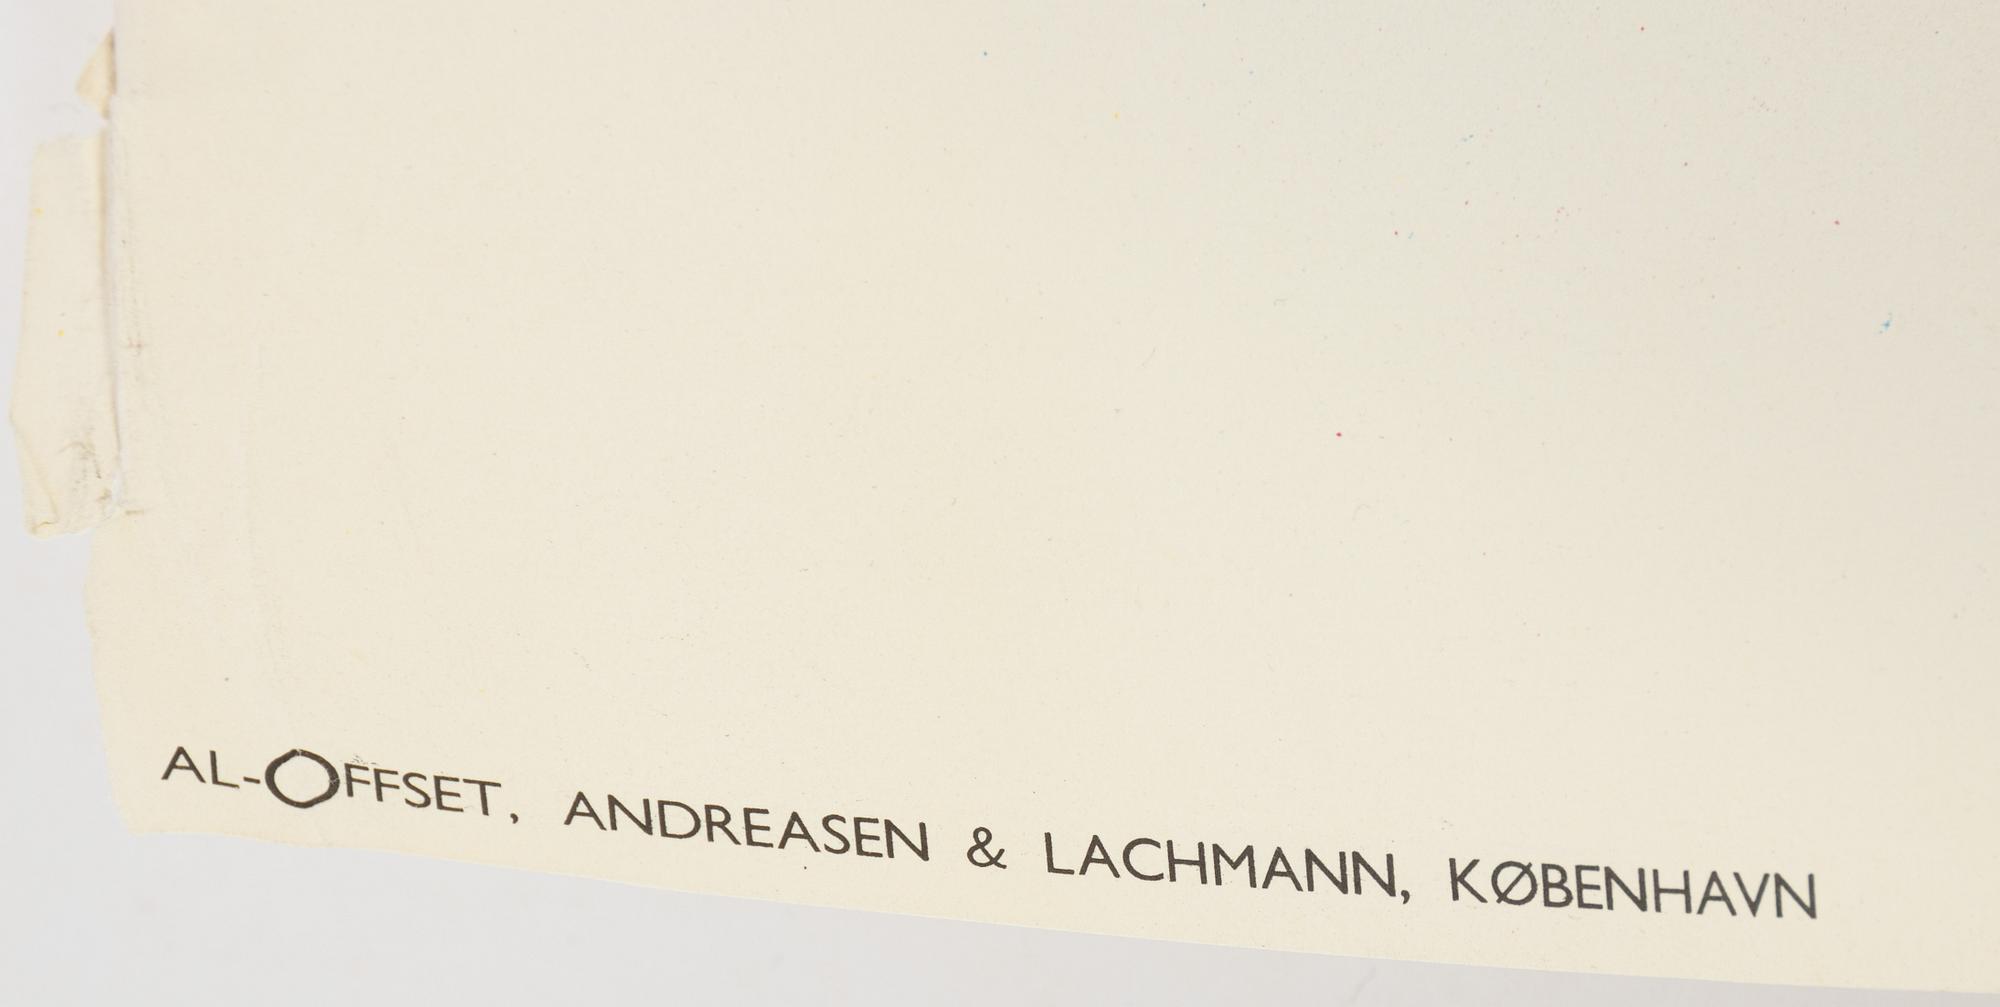 AL-OFFSET, ANDREASEN & LACHMANN, KØBENHAVN